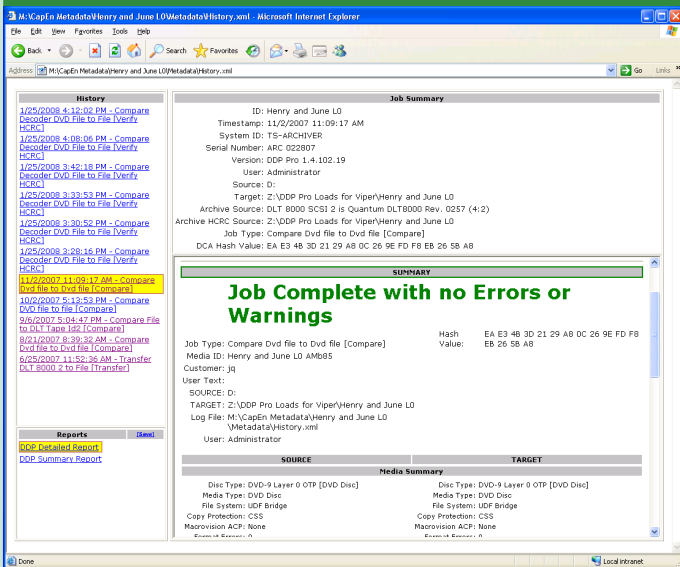 M:\CapEn Metadata\Henry and June L0\Metadata\History.xml - Microsoft Internet Explorer
File Edit View Favorites Tools Help
Back Search Favorites
Address M:\CapEn Metadata\Henry and June L0\Metadata\History.xml Go Links »
History
1/25/2008 4:12:02 PM - Compare
Decoder DVD File to File [Verify
HCRC]
1/25/2008 4:08:06 PM - Compare
Decoder DVD File to File [Verify
HCRC]
1/25/2008 3:42:18 PM - Compare
Decoder DVD File to File [Verify
HCRC]
1/25/2008 3:33:53 PM - Compare
Decoder DVD File to File [Verify
HCRC]
1/25/2008 3:30:52 PM - Compare
Decoder DVD File to File [Verify
HCRC]
1/25/2008 3:28:16 PM - Compare
Decoder DVD File to File [Verify
HCRC]
11/2/2007 11:09:17 AM - Compare
Dvd file to Dvd file [Compare]
10/2/2007 5:13:53 PM - Compare
DVD file to file [Compare]
9/6/2007 5:04:47 PM - Compare File
to DLT Tape Id2 [Compare]
8/21/2007 8:39:32 AM - Compare
Dvd file to Dvd file [Compare]
6/25/2007 11:52:36 AM - Transfer
DLT 8000 2 to File [Transfer]
Reports [Save]
DDP Detailed Report
DDP Summary Report
Job Summary
ID: Henry and June L0
Timestamp: 11/2/2007 11:09:17 AM
System ID: TS-ARCHIVER
Serial Number: ARC 022807
Version: DDP Pro 1.4.102.19
User: Administrator
Source: D:
Target: Z:\DDP Pro Loads for Viper\Henry and June L0
Archive Source: DLT 8000 SCSI 2 is Quantum DLT8000 Rev. 0257 (4:2)
Archive HCRC Source: Z:\DDP Pro Loads for Viper\Henry and June L0
Job Type: Compare Dvd file to Dvd file [Compare]
DCA Hash Value: EA E3 4B 3D 21 29 A8 0C 26 9E FD F8 EB 26 5B A8
SUMMARY
Job Complete with no Errors or
Warnings
Job Type: Compare Dvd file to Dvd file [Compare]
Hash Value: EA E3 4B 3D 21 29 A8 0C 26 9E FD F8
EB 26 5B A8
Media ID: Henry and June L0 AMb85
Customer: jq
User Text:
SOURCE: D:
TARGET: Z:\DDP Pro Loads for Viper\Henry and June L0
Log File: M:\CapEn Metadata\Henry and June L0
\Metadata\History.xml
User: Administrator
SOURCE TARGET
Media Summary
Disc Type: DVD-9 Layer 0 OTP [DVD Disc] Disc Type: DVD-9 Layer 0 OTP [DVD Disc]
Media Type: DVD Disc Media Type: DVD Disc
File System: UDF Bridge File System: UDF Bridge
Copy Protection: CSS Copy Protection: CSS
Macrovision ACP: None Macrovision ACP: None
Format Errors: 0 Format Errors: 0
Done Local intranet